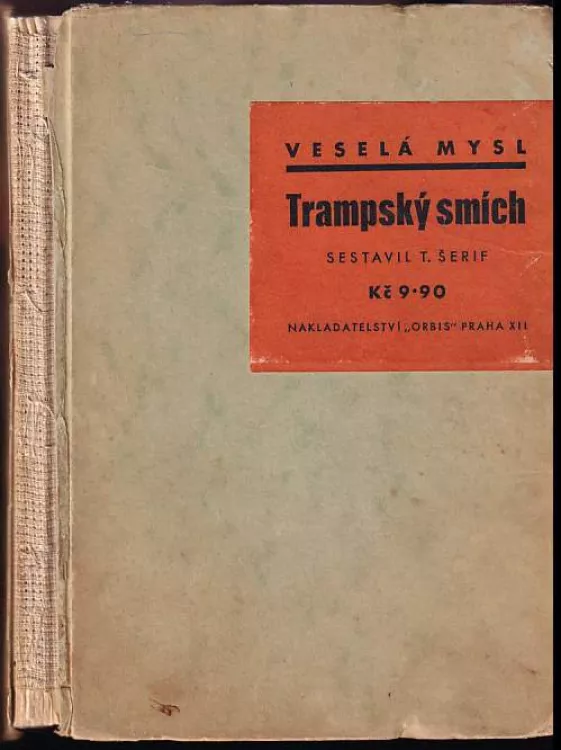 VESELÁ MYSL
Trampský smích
SESTAVIL T. ŠERIF
Kč 9·90
NAKLADATELSTVÍ „ORBIS“ PRAHA XII